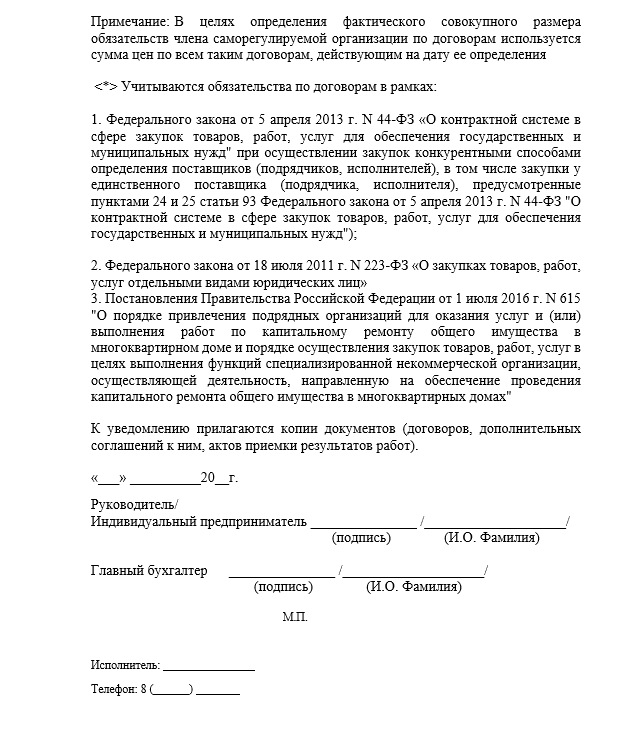 Примечание: В целях определения фактического совокупного размера
обязательств члена саморегулируемой организации по договорам используется
сумма цен по всем таким договорам, действующим на дату ее определения
<*> Учитываются обязательства по договорам в рамках:
1. Федерального закона от 5 апреля 2013 г. N 44-ФЗ «О контрактной системе в
сфере закупок товаров, работ, услуг для обеспечения государственных и
муниципальных нужд" при осуществлении закупок конкурентными способами
определения поставщиков (подрядчиков, исполнителей), в том числе закупки у
единственного поставщика (подрядчика, исполнителя), предусмотренные
пунктами 24 и 25 статьи 93 Федерального закона от 5 апреля 2013 г. N 44-ФЗ "О
контрактной системе в сфере закупок товаров, работ, услуг для обеспечения
государственных и муниципальных нужд");
2. Федерального закона от 18 июля 2011 г. N 223-ФЗ «О закупках товаров, работ,
услуг отдельными видами юридических лиц»
3. Постановления Правительства Российской Федерации от 1 июля 2016 г. N 615
"О порядке привлечения подрядных организаций для оказания услуг и (или)
выполнения работ по капитальному ремонту общего имущества в
многоквартирном доме и порядке осуществления закупок товаров, работ, услуг в
целях выполнения функций специализированной некоммерческой организации,
осуществляющей деятельность, направленную на обеспечение проведения
капитального ремонта общего имущества в многоквартирных домах"
К уведомлению прилагаются копии документов (договоров, дополнительных
соглашений к ним, актов приемки результатов работ).
«___» __________20__г.
Руководитель/
Индивидуальный предприниматель _______________ /____________________/
(подпись) (И.О. Фамилия)
Главный бухгалтер _______________ /____________________/
(подпись) (И.О. Фамилия)
М.П.
Исполнитель: _______________
Телефон: 8 (______) _______